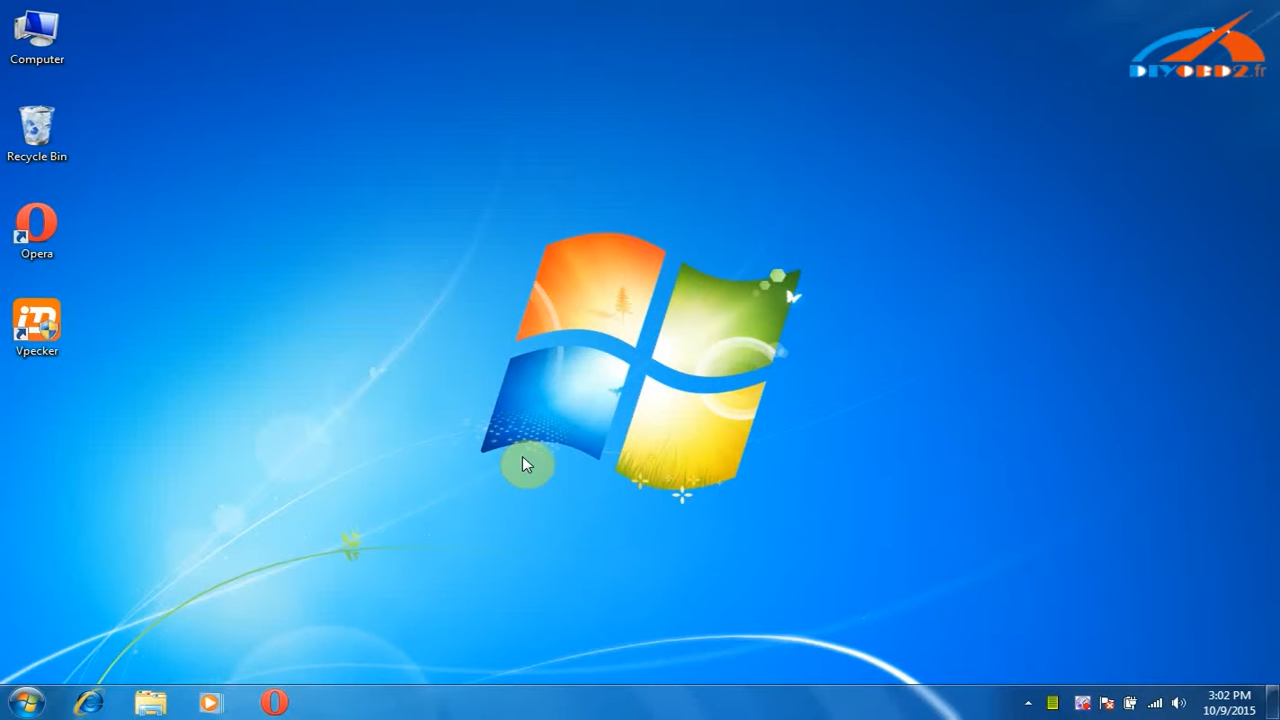 Computer
DIYOBD2.fr
Recycle Bin
Opera
Vpecker
3:02 PM
10/9/2015